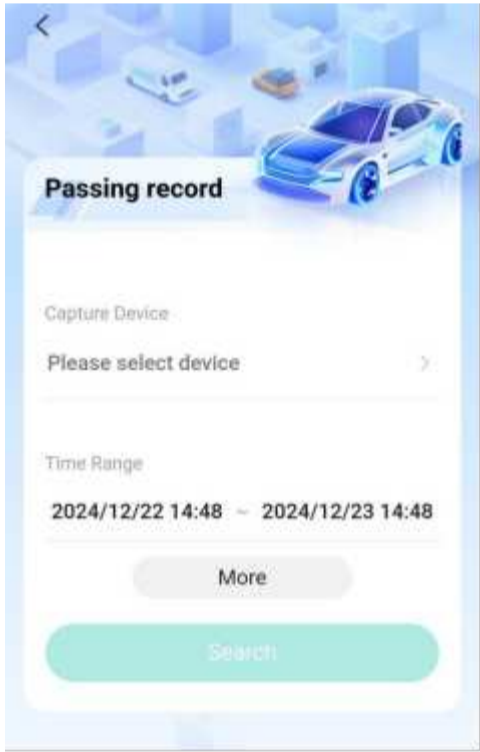 Passing record
Capture Device
Please select device
Time Range
2024/12/22 14:48 ~ 2024/12/23 14:48
More
Search